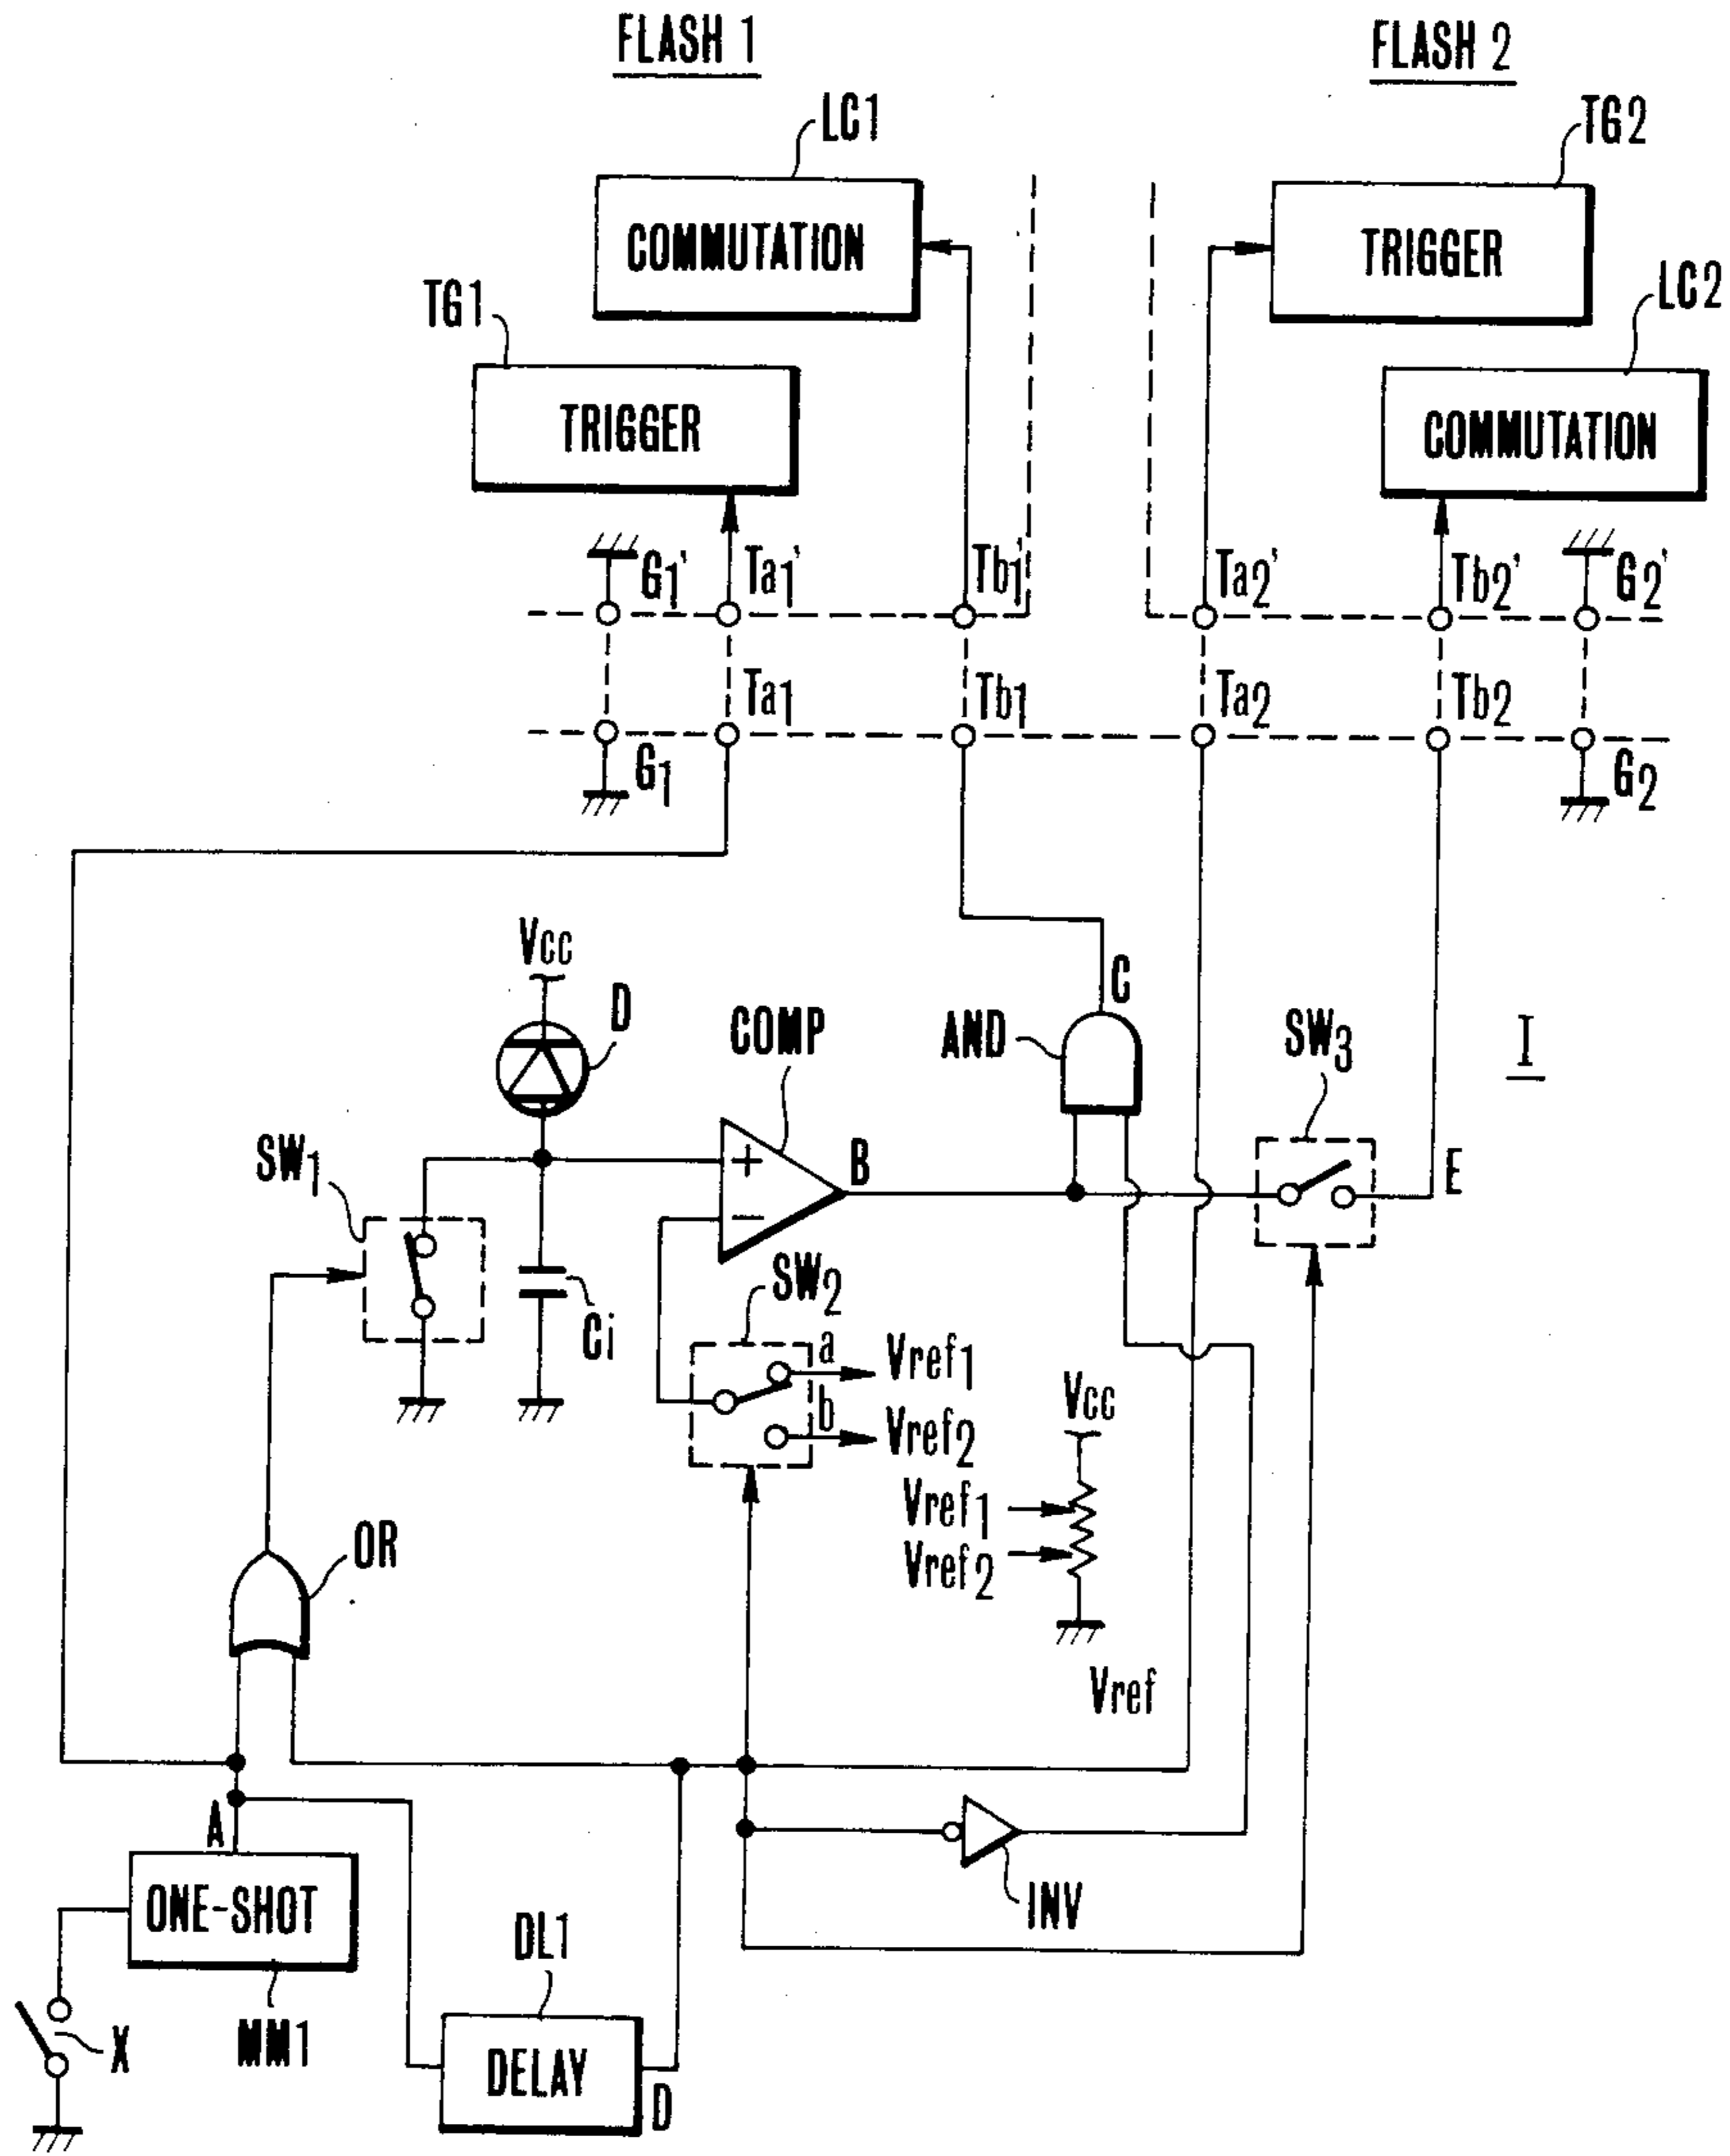 FLASH 1
FLASH 2
LC1
TG2
COMMUTATION
TRIGGER
TG1
LC2
TRIGGER
COMMUTATION
G1'
Ta1'
Tb1'
Ta2'
Tb2'
G2'
Ta1
Tb1
Ta2
Tb2
G1
G2
Vcc
D
COMP
AND
C
SW3
I
SW1
+
B
E
−
SW2
Ci
a
Vref1
b
Vref2
Vcc
Vref1
Vref2
OR
Vref
A
ONE-SHOT
INV
DL1
X
MM1
DELAY
D